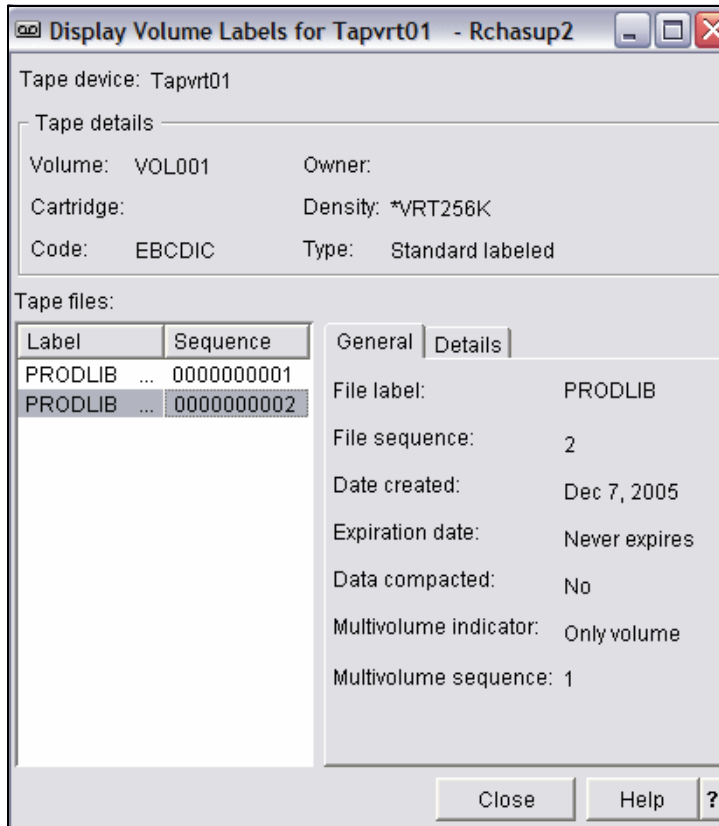 Display Volume Labels for Tapvrt01 - Rchasup2
Tape device: Tapvrt01
Tape details
Volume: VOL001 Owner:
Cartridge: Density: *VRT256K
Code: EBCDIC Type: Standard labeled
Tape files:
Label Sequence
PRODLIB ... 0000000001
PRODLIB ... 0000000002
General Details
File label: PRODLIB
File sequence: 2
Date created: Dec 7, 2005
Expiration date: Never expires
Data compacted: No
Multivolume indicator: Only volume
Multivolume sequence: 1
Close Help ?